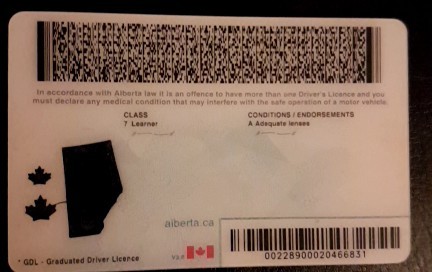 In accordance with Alberta law it is an offence to have more than one Driver's Licence and you
must declare any medical condition that may interfere with the safe operation of a motor vehicle.
CLASS
7 Learner
CONDITIONS / ENDORSEMENTS
A Adequate lenses
alberta.ca
* GDL - Graduated Driver Licence
00228900020466831